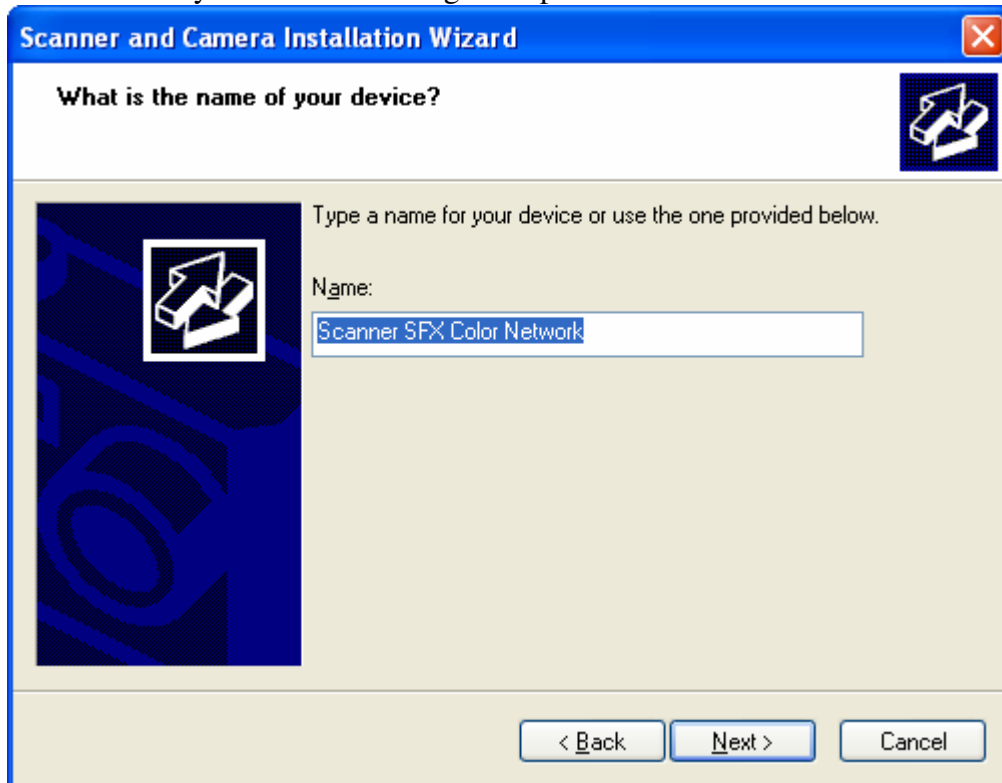 Scanner and Camera Installation Wizard
What is the name of your device?
Type a name for your device or use the one provided below.
Name:
Scanner SFX Color Network
< Back Next > Cancel